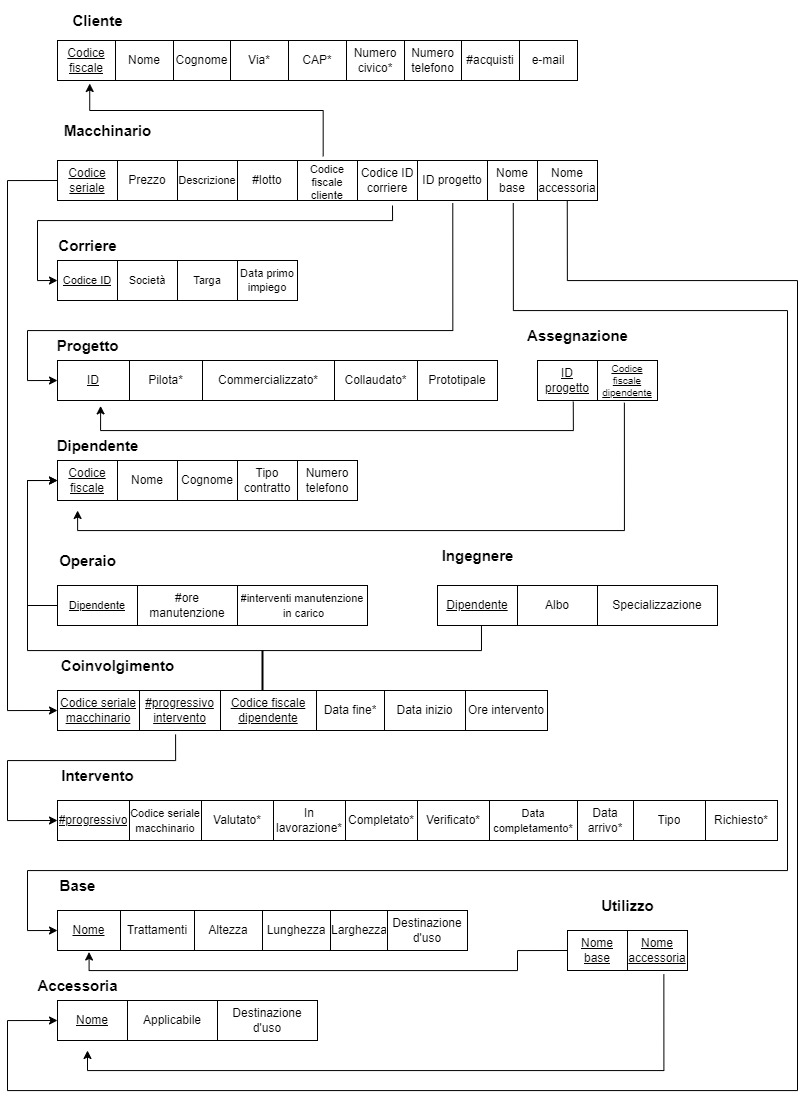 Cliente
Codice fiscale Nome Cognome Via* CAP* Numero civico* Numero telefono #acquisti e-mail
Macchinario
Codice seriale Prezzo Descrizione #lotto Codice fiscale cliente Codice ID corriere ID progetto Nome base Nome accessoria
Corriere
Codice ID Società Targa Data primo impiego
Progetto
ID Pilota* Commercializzato* Collaudato* Prototipale
Assegnazione
ID progetto Codice fiscale dipendente
Dipendente
Codice fiscale Nome Cognome Tipo contratto Numero telefono
Operaio
Dipendente #ore manutenzione #interventi manutenzione in carico
Ingegnere
Dipendente Albo Specializzazione
Coinvolgimento
Codice seriale macchinario #progressivo intervento Codice fiscale dipendente Data fine* Data inizio Ore intervento
Intervento
#progressivo Codice seriale macchinario Valutato* In lavorazione* Completato* Verificato* Data completamento* Data arrivo* Tipo Richiesto*
Base
Nome Trattamenti Altezza Lunghezza Larghezza Destinazione d'uso
Utilizzo
Nome base Nome accessoria
Accessoria
Nome Applicabile Destinazione d'uso